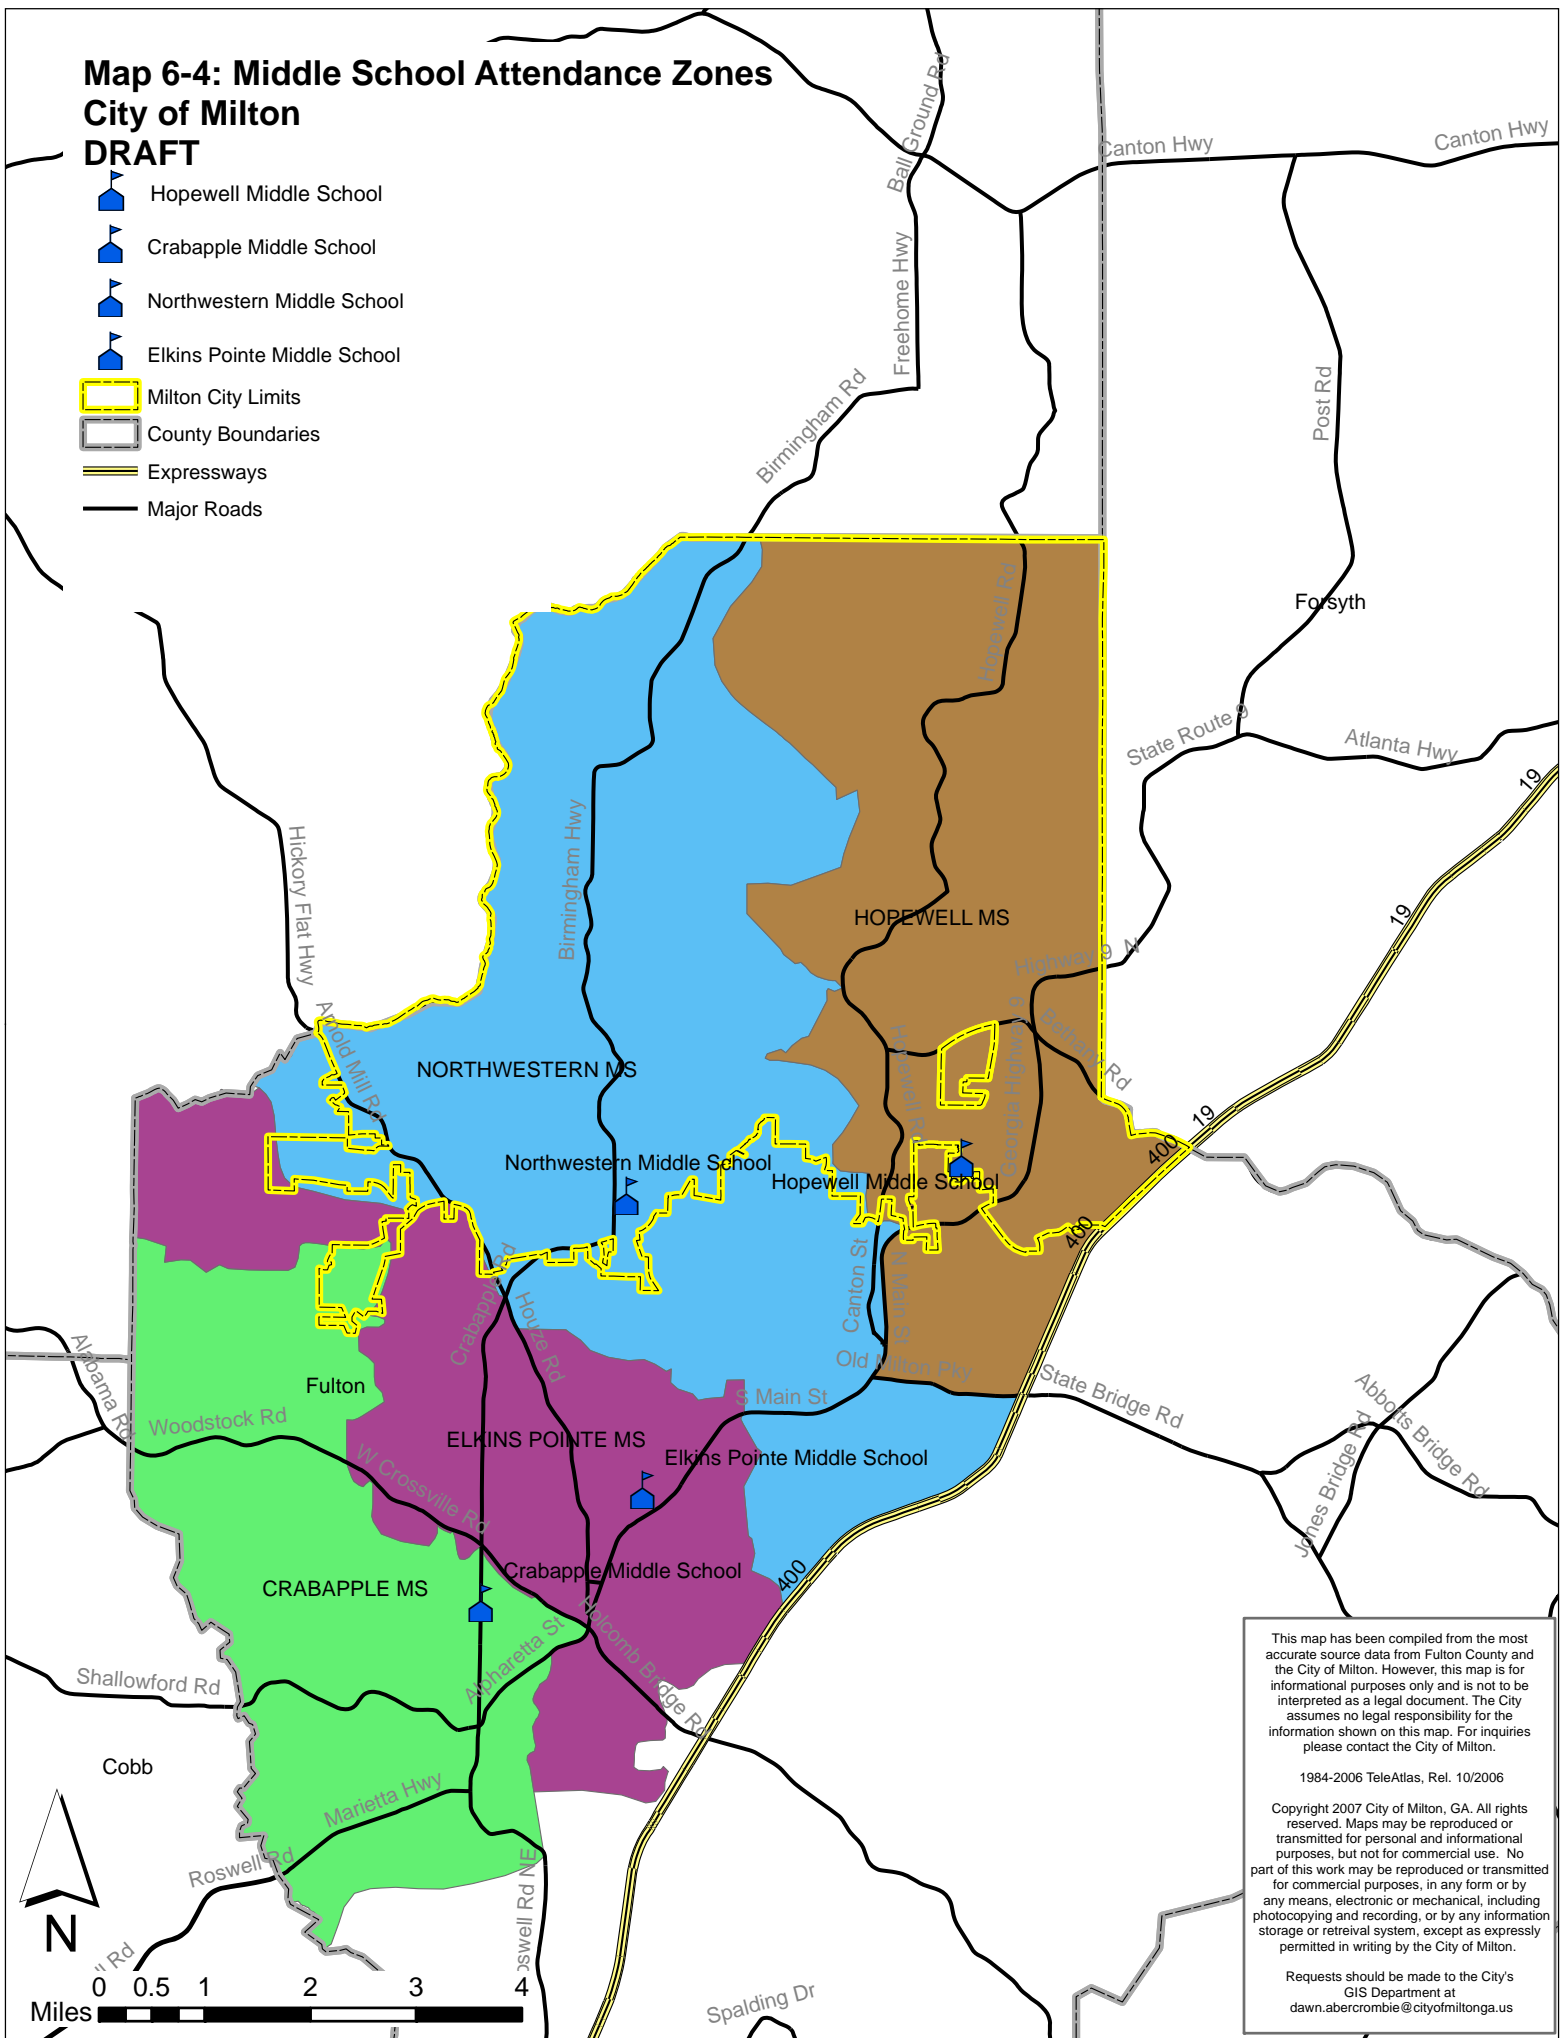 Map 6-4: Middle School Attendance Zones
City of Milton
DRAFT
Hopewell Middle School
Crabapple Middle School
Northwestern Middle School
Elkins Pointe Middle School
Milton City Limits
County Boundaries
Expressways
Major Roads
Ball Ground Rd
Canton Hwy
Canton Hwy
Freehome Hwy
Birmingham Rd
Post Rd
Hopewell Rd
Forsyth
State Route 9
Atlanta Hwy
19
Hickory Flat Hwy
Birmingham Hwy
HOPEWELL MS
19
Highway 9 N
Arnold Mill Rd
Hopewell Rd
Georgia Highway 9
Bethany Rd
NORTHWESTERN MS
19
400
Northwestern Middle School
Hopewell Middle School
400
Crabapple Rd
Houze Rd
Canton St
N Main St
Alabama Rd
Old Milton Pky
Fulton
Woodstock Rd
S Main St
State Bridge Rd
Abbotts Bridge Rd
Jones Bridge Rd
ELKINS POINTE MS
Elkins Pointe Middle School
W Crossville Rd
Crabapple Middle School
CRABAPPLE MS
400
Holcomb Bridge Rd
Alpharetta St
Shallowford Rd
Cobb
Marietta Hwy
Roswell Rd
oswell Rd NE
ll Rd
Spalding Dr
N
0 0.5 1 2 3 4
Miles
This map has been compiled from the most
accurate source data from Fulton County and
the City of Milton. However, this map is for
informational purposes only and is not to be
interpreted as a legal document. The City
assumes no legal responsibility for the
information shown on this map. For inquiries
please contact the City of Milton.
1984-2006 TeleAtlas, Rel. 10/2006
Copyright 2007 City of Milton, GA. All rights
reserved. Maps may be reproduced or
transmitted for personal and informational
purposes, but not for commercial use. No
part of this work may be reproduced or transmitted
for commercial purposes, in any form or by
any means, electronic or mechanical, including
photocopying and recording, or by any information
storage or retreival system, except as expressly
permitted in writing by the City of Milton.
Requests should be made to the City's
GIS Department at
dawn.abercrombie@cityofmiltonga.us